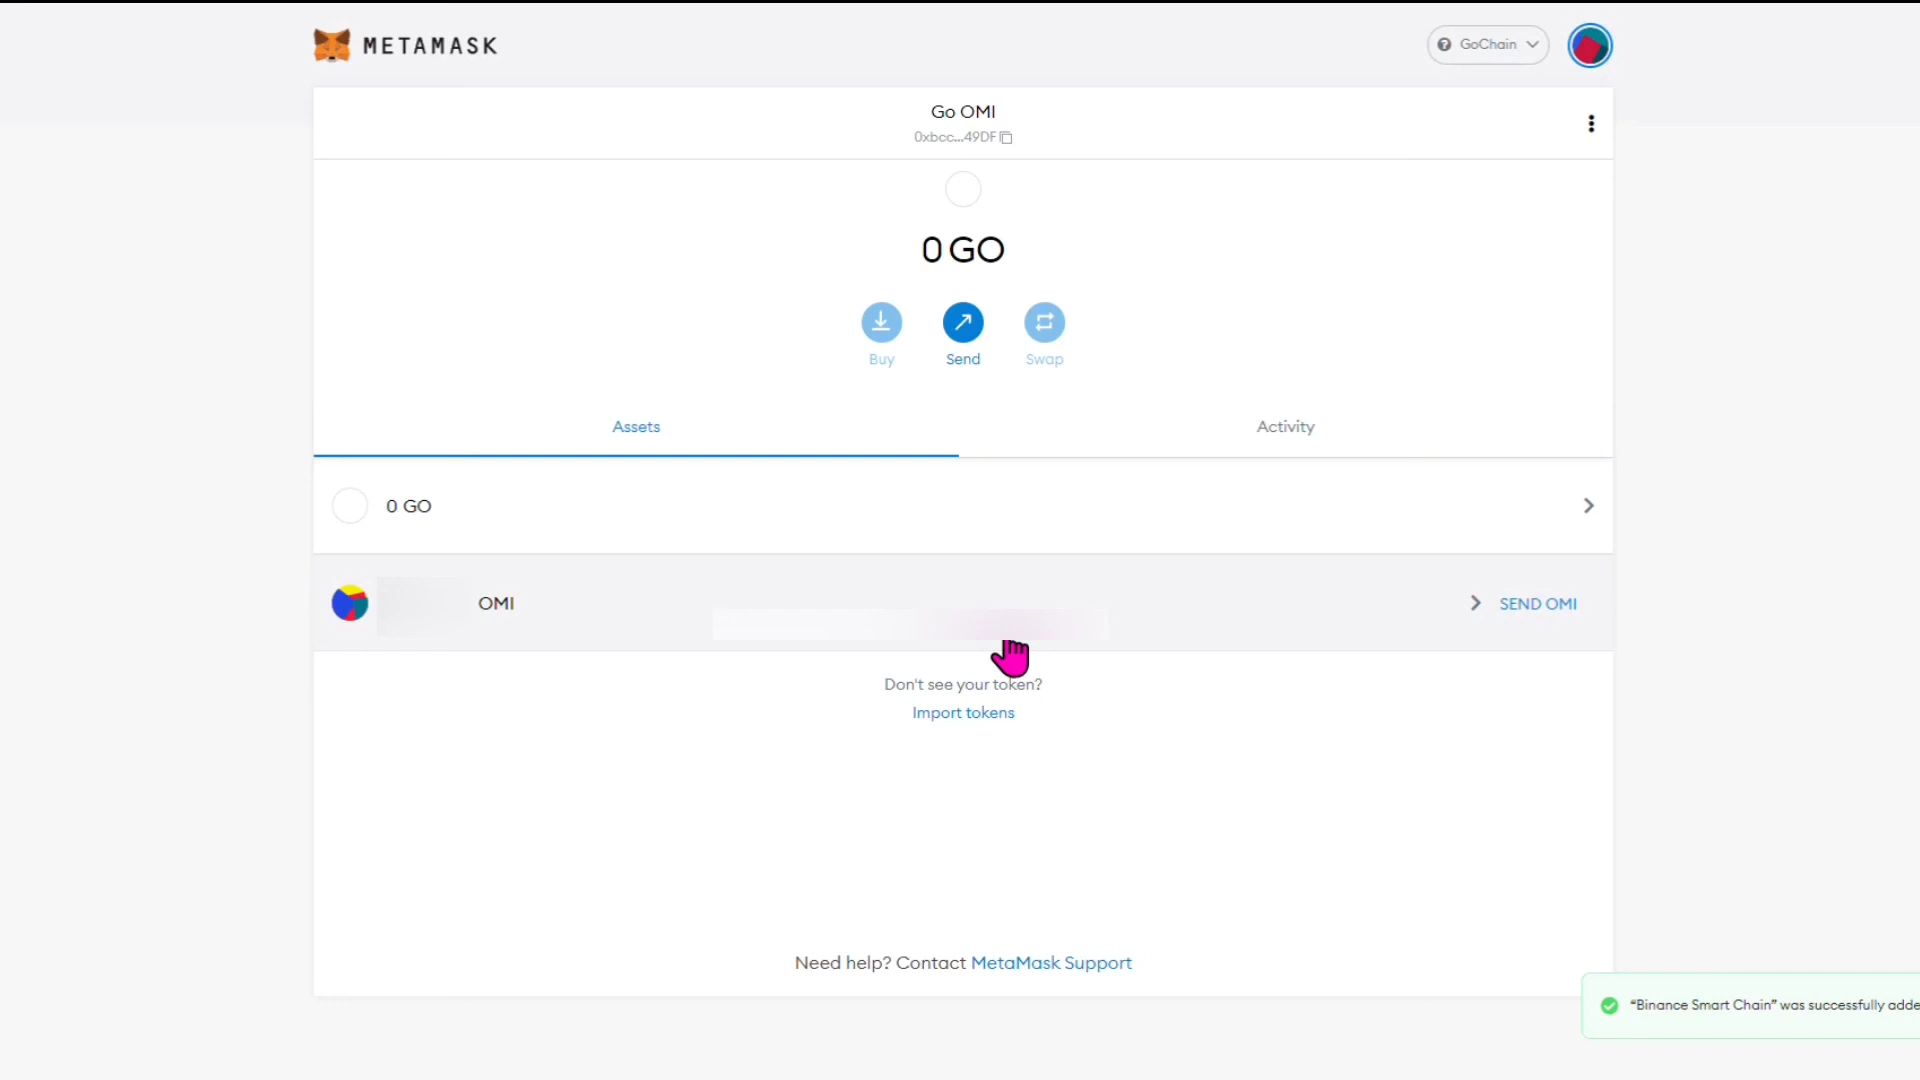 METAMASK
GoChain
Go OMI
0xbcc...49DF
0 GO
Buy
Send
Swap
Assets
Activity
0 GO
OMI
SEND OMI
Don't see your token?
Import tokens
Need help? Contact MetaMask Support
“Binance Smart Chain” was successfully adde